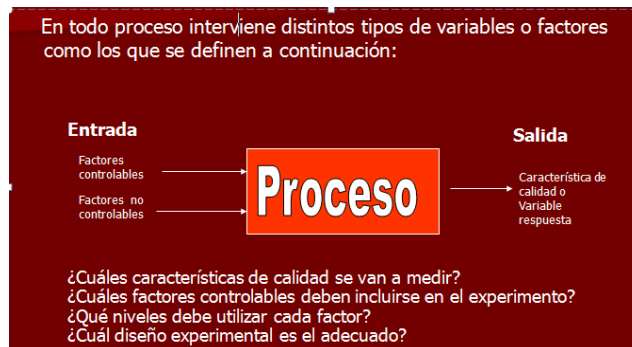 En todo proceso interviene distintos tipos de variables o factores
como los que se definen a continuación:
Entrada
Salida
Factores
controlables
Factores no
controlables
Proceso
Característica de
calidad o
Variable
respuesta
¿Cuáles características de calidad se van a medir?
¿Cuáles factores controlables deben incluirse en el experimento?
¿Qué niveles debe utilizar cada factor?
¿Cuál diseño experimental es el adecuado?